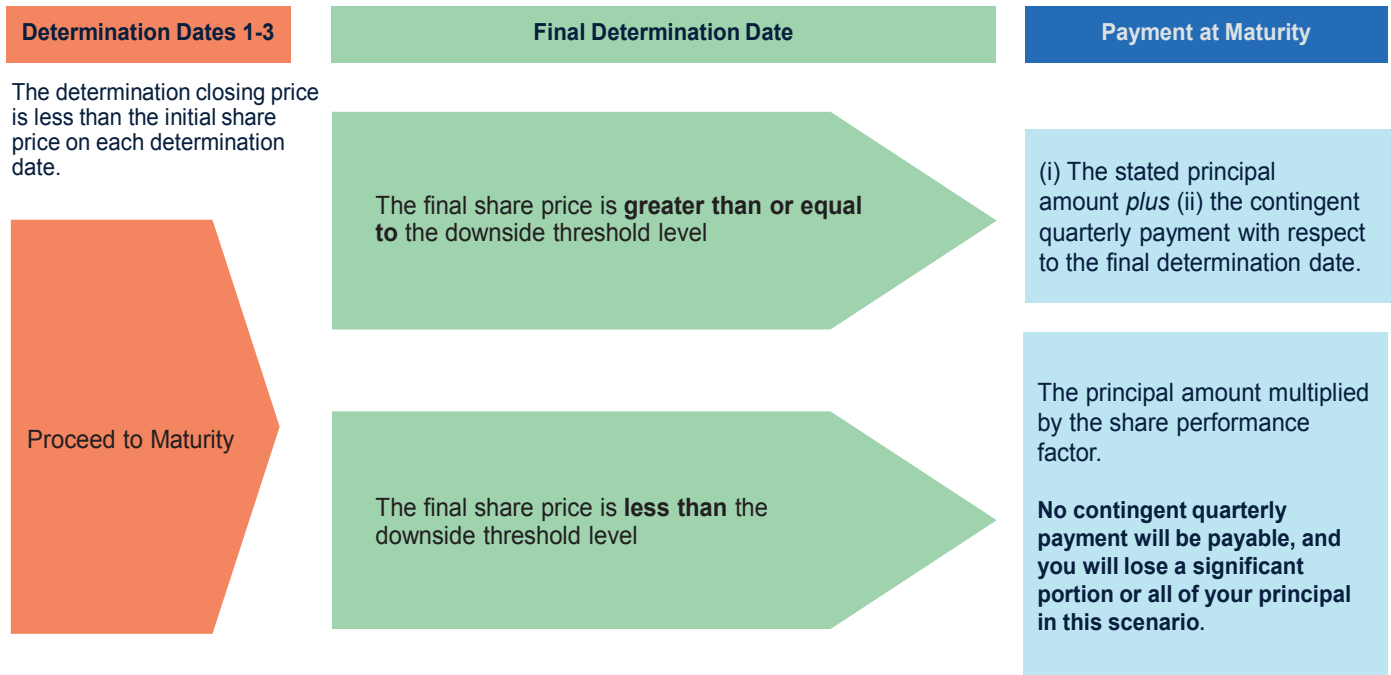 Determination Dates 1-3
Final Determination Date
Payment at Maturity
The determination closing price
is less than the initial share
price on each determination
date.
Proceed to Maturity
The final share price is greater than or equal
to the downside threshold level
(i) The stated principal
amount plus (ii) the contingent
quarterly payment with respect
to the final determination date.
The final share price is less than the
downside threshold level
The principal amount multiplied
by the share performance
factor.
No contingent quarterly
payment will be payable, and
you will lose a significant
portion or all of your principal
in this scenario.